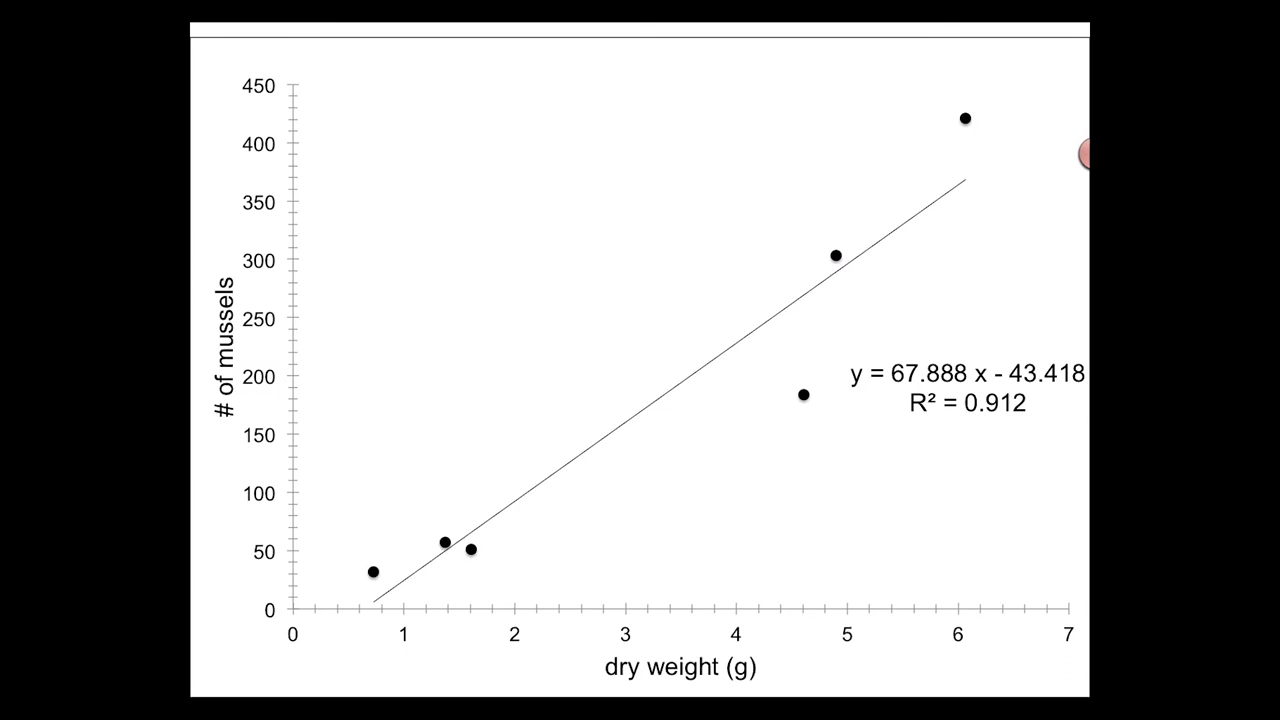 450
400
350
300
250
200
150
100
50
0
# of mussels
y = 67.888 x - 43.418
R² = 0.912
0 1 2 3 4 5 6 7
dry weight (g)